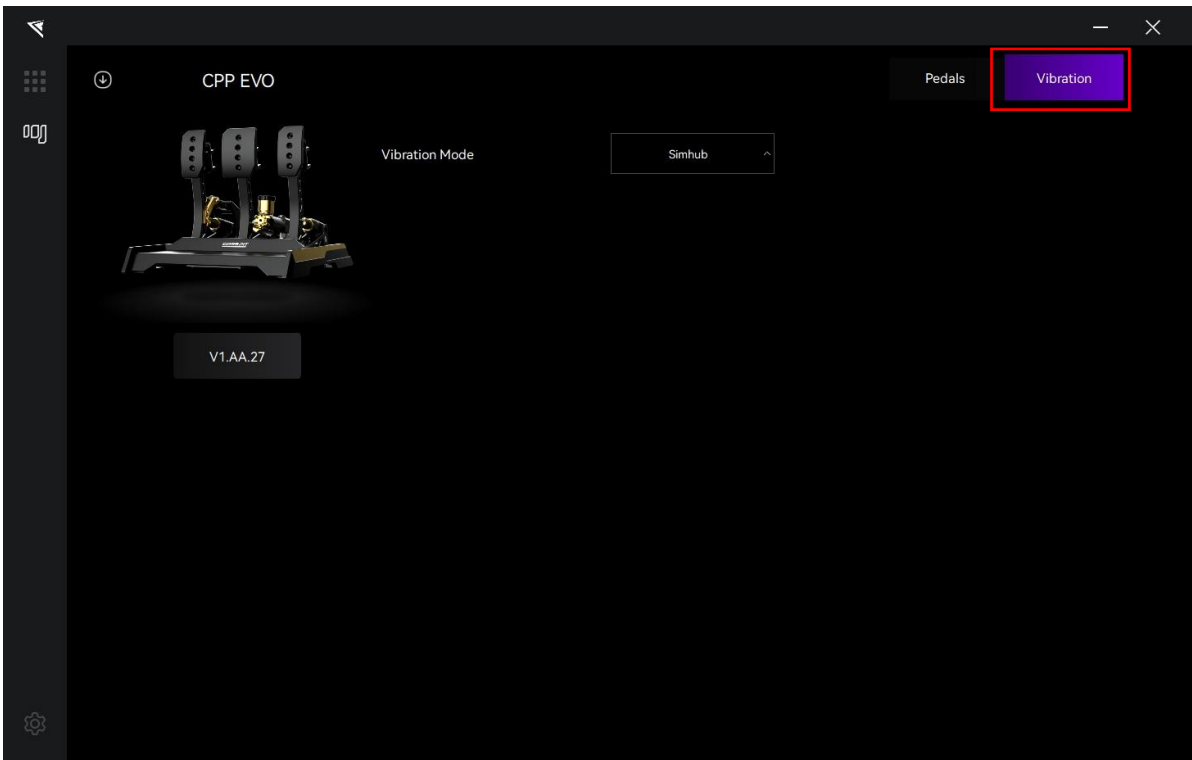 CPP EVO
Pedals
Vibration
Vibration Mode
Simhub
V1.AA.27